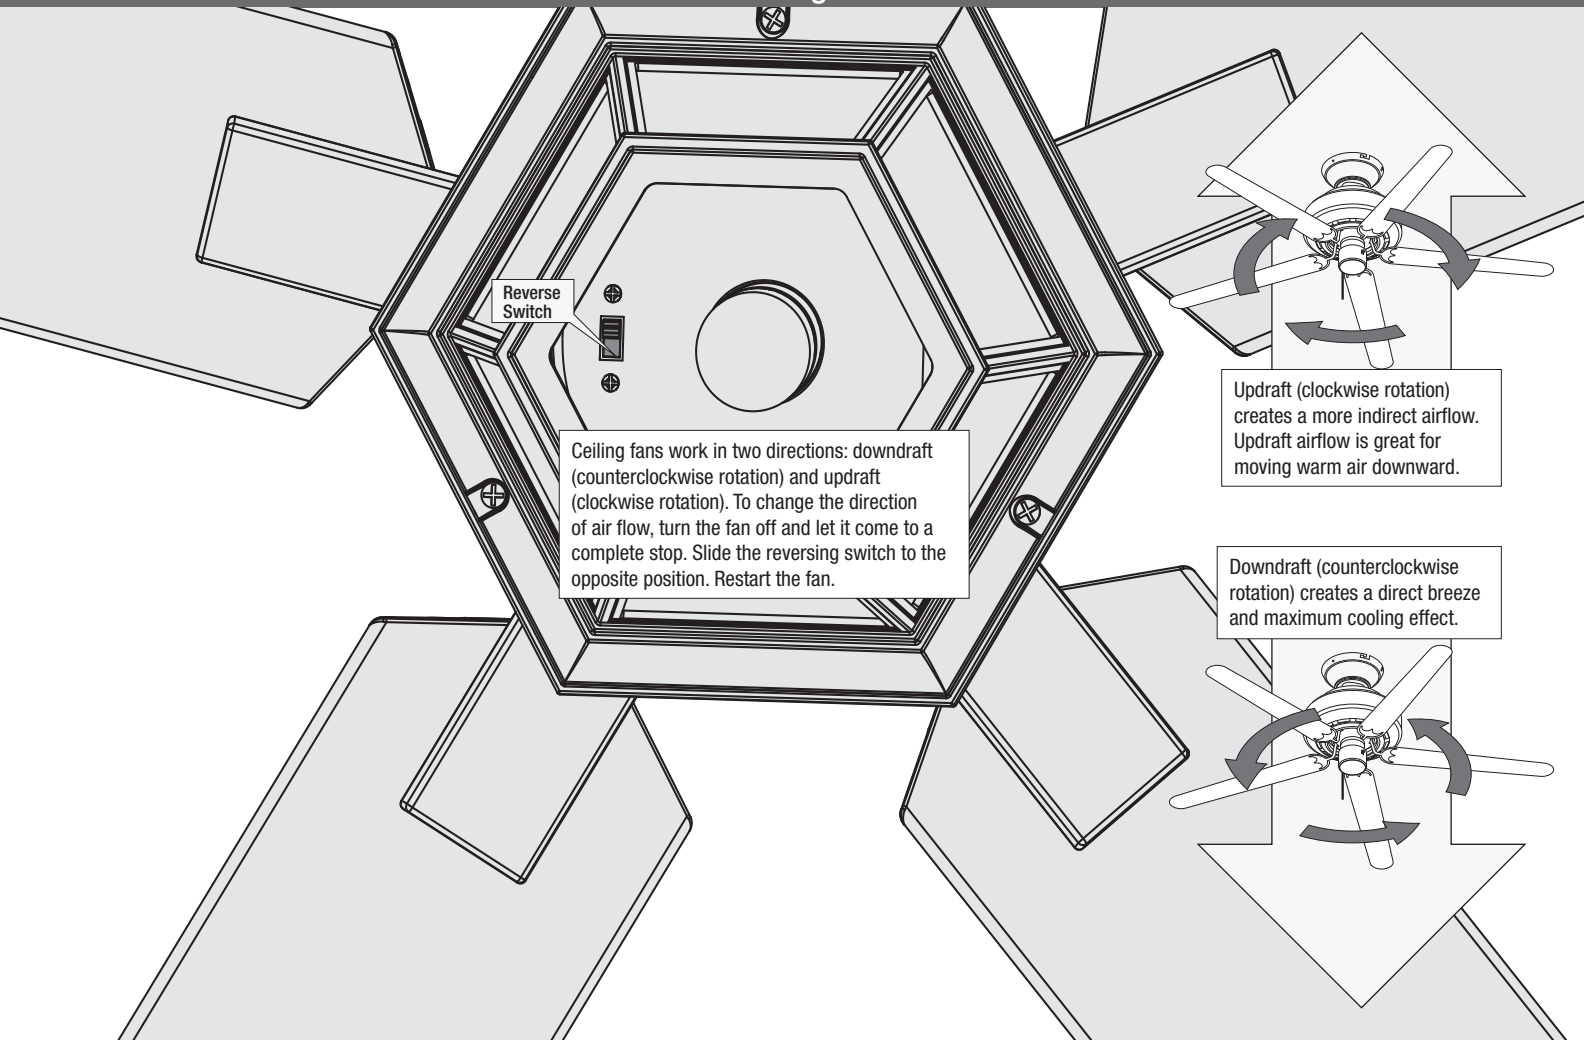 Reverse
Switch
Ceiling fans work in two directions: downdraft
(counterclockwise rotation) and updraft
(clockwise rotation). To change the direction
of air flow, turn the fan off and let it come to a
complete stop. Slide the reversing switch to the
opposite position. Restart the fan.
Updraft (clockwise rotation)
creates a more indirect airflow.
Updraft airflow is great for
moving warm air downward.
Downdraft (counterclockwise
rotation) creates a direct breeze
and maximum cooling effect.